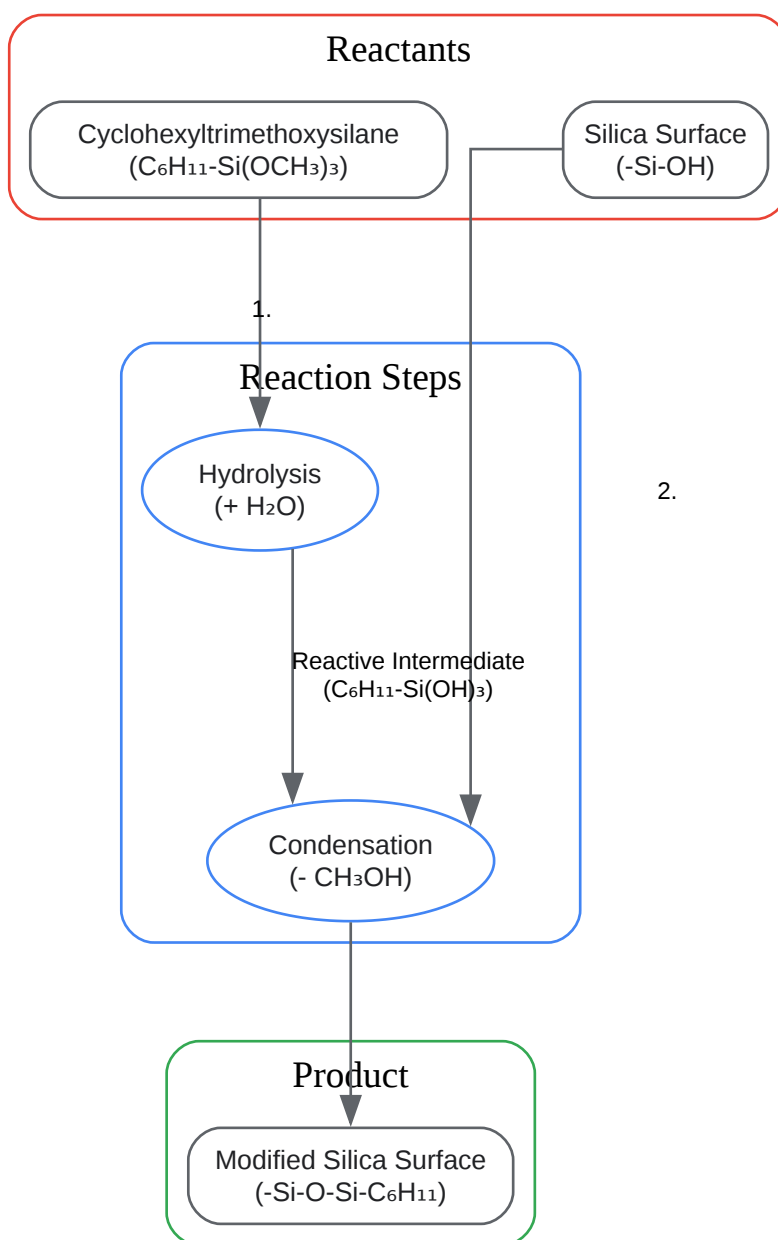 Reactants
Cyclohexyltrimethoxysilane
(C₆H₁₁-Si(OCH₃)₃)
Silica Surface
(-Si-OH)
1.
Reaction Steps
Hydrolysis
(+ H₂O)
2.
Reactive Intermediate
(C₆H₁₁-Si(OH)₃)
Condensation
(- CH₃OH)
Product
Modified Silica Surface
(-Si-O-Si-C₆H₁₁)